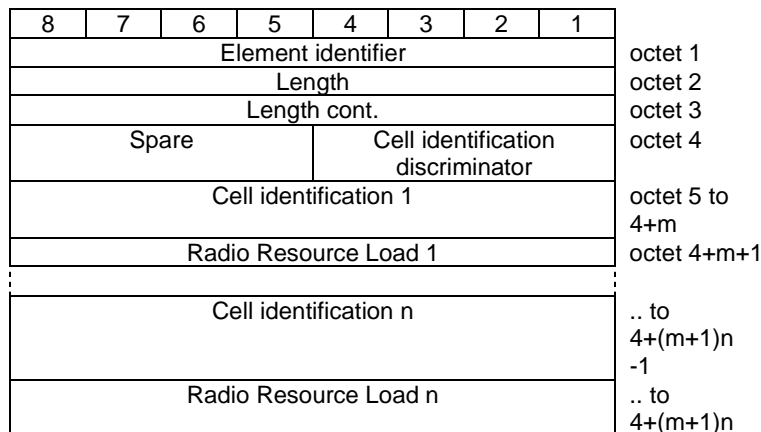 8 7 6 5 4 3 2 1
Element identifier octet 1
Length octet 2
Length cont. octet 3
Spare Cell identification octet 4
discriminator
Cell identification 1 octet 5 to
4+m
Radio Resource Load 1 octet 4+m+1
Cell identification n .. to
4+(m+1)n
-1
Radio Resource Load n .. to
4+(m+1)n